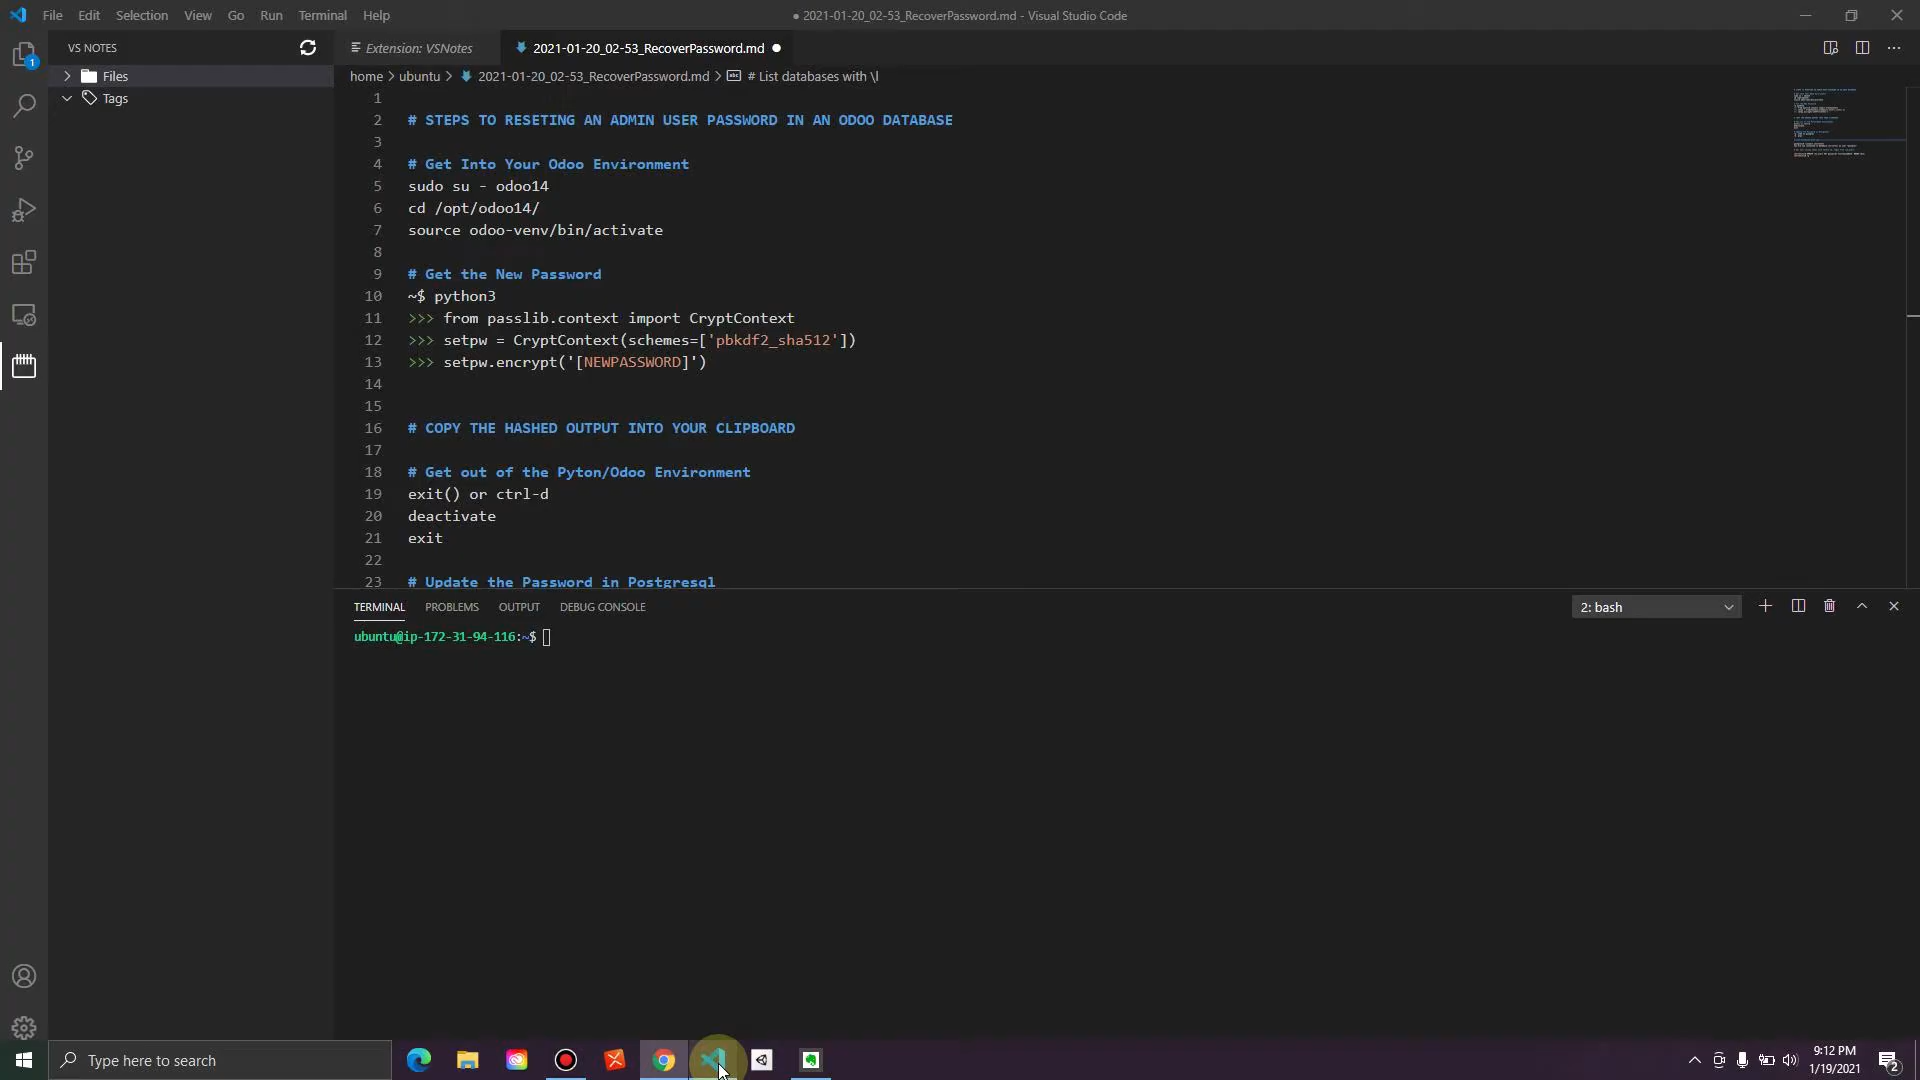 File Edit Selection View Go Run Terminal Help
● 2021-01-20_02-53_RecoverPassword.md - Visual Studio Code
VS NOTES
Files
Tags
1
Extension: VSNotes
2021-01-20_02-53_RecoverPassword.md ●
home > ubuntu > 2021-01-20_02-53_RecoverPassword.md > # List databases with \l
1
2 # STEPS TO RESETING AN ADMIN USER PASSWORD IN AN ODOO DATABASE
3
4 # Get Into Your Odoo Environment
5 sudo su - odoo14
6 cd /opt/odoo14/
7 source odoo-venv/bin/activate
8
9 # Get the New Password
10 ~$ python3
11 >>> from passlib.context import CryptContext
12 >>> setpw = CryptContext(schemes=['pbkdf2_sha512'])
13 >>> setpw.encrypt('[NEWPASSWORD]')
14
15
16 # COPY THE HASHED OUTPUT INTO YOUR CLIPBOARD
17
18 # Get out of the Pyton/Odoo Environment
19 exit() or ctrl-d
20 deactivate
21 exit
22
23 # Update the Password in Postgresql
TERMINAL PROBLEMS OUTPUT DEBUG CONSOLE
2: bash
ubuntu@ip-172-31-94-116:~$
Type here to search
9:12 PM
1/19/2021
2